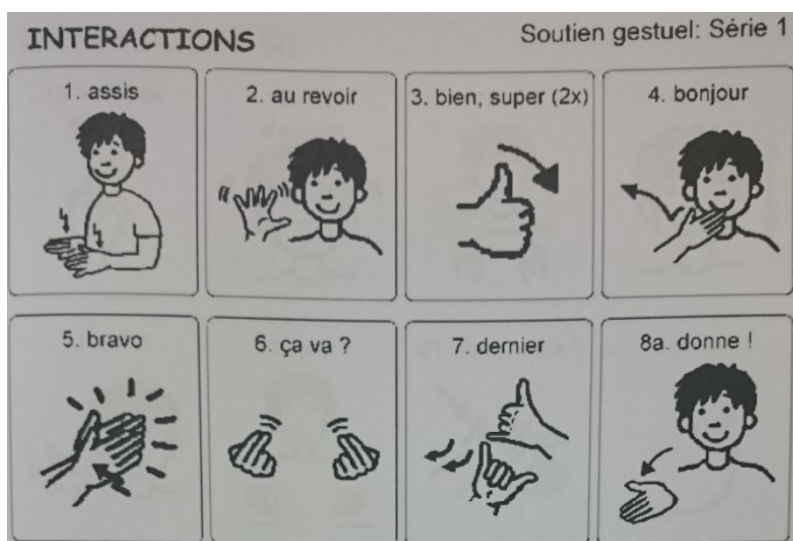 INTERACTIONS
Soutien gestuel: Série 1
1. assis
2. au revoir
3. bien, super (2x)
4. bonjour
5. bravo
6. ça va ?
7. dernier
8a. donne !